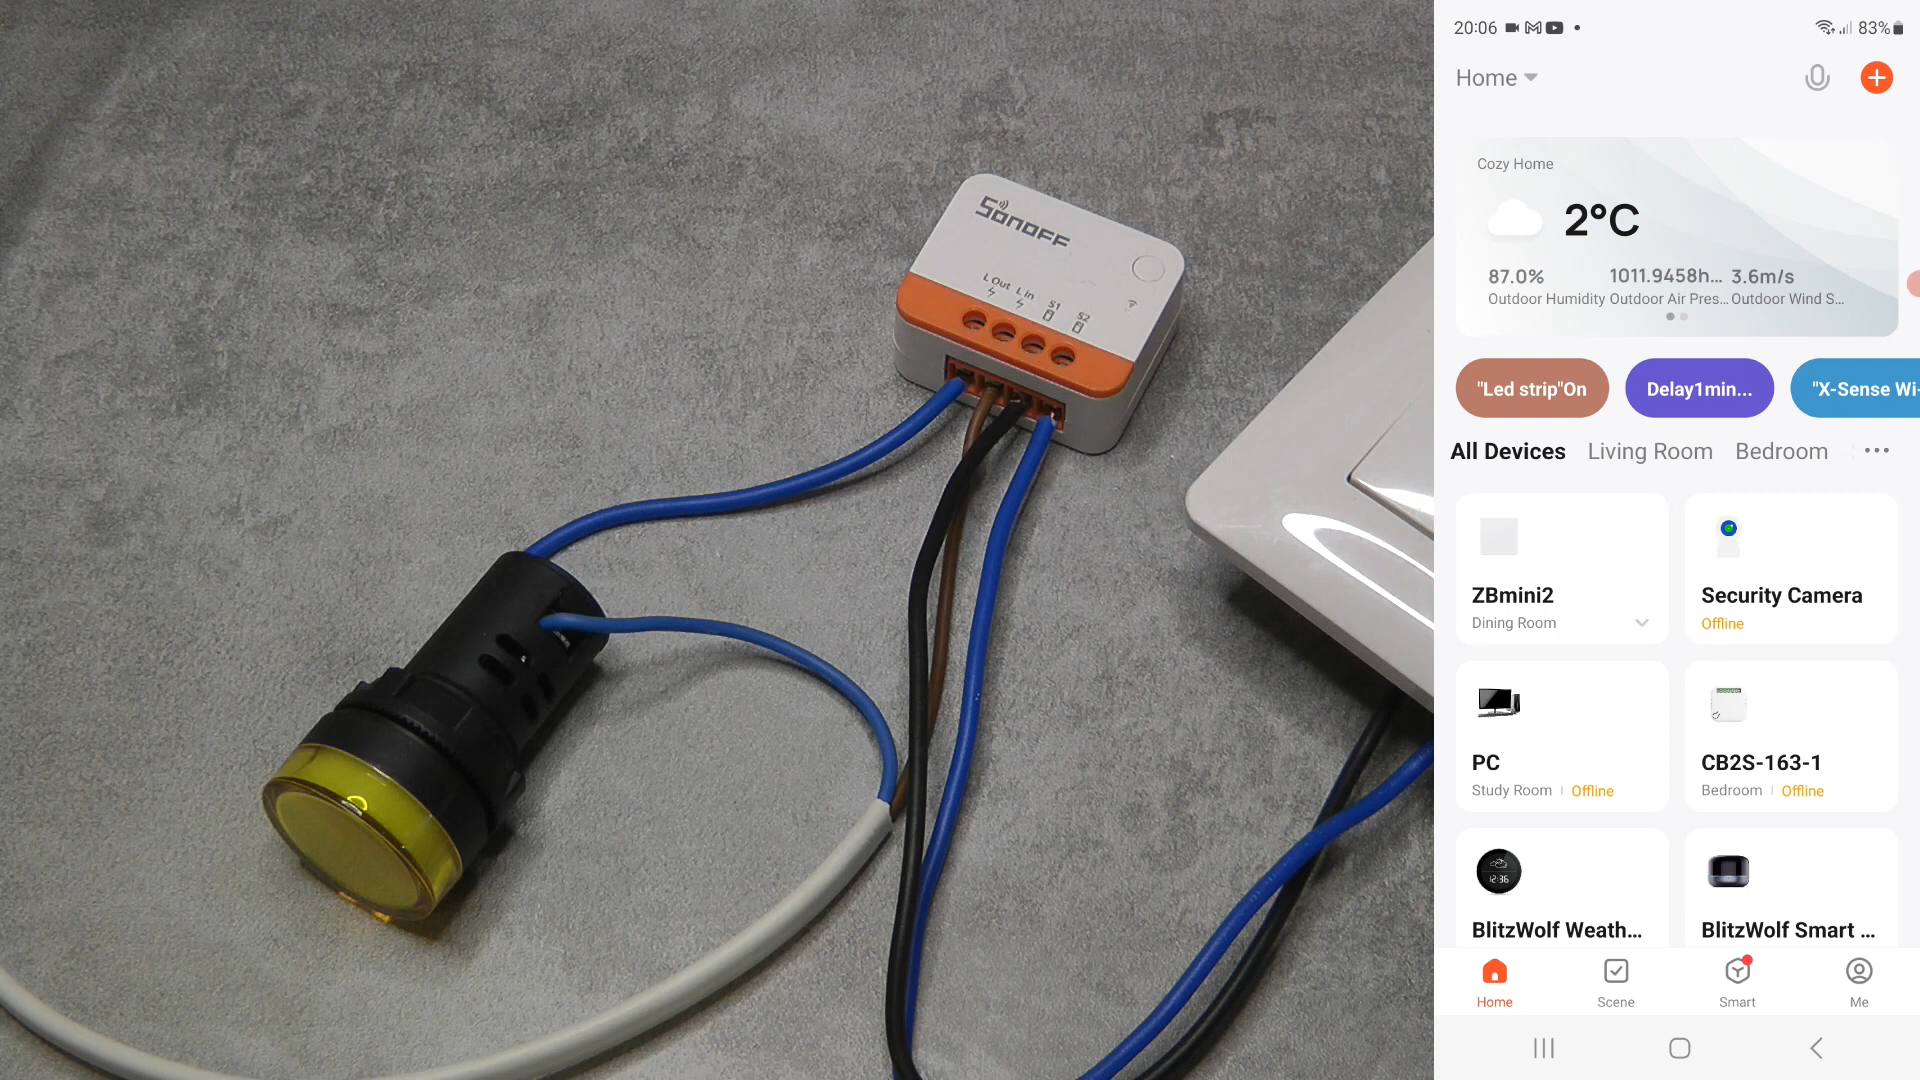 SONOFF
L Out
L in
S1
S2
20:06
83%
Home
Cozy Home
2°C
87.0%
1011.9458h...
3.6m/s
Outdoor Humidity
Outdoor Air Pres...
Outdoor Wind S...
"Led strip"On
Delay1min...
"X-Sense Wi-
All Devices
Living Room
Bedroom
ZBmini2
Dining Room
Security Camera
Offline
PC
Study Room
Offline
CB2S-163-1
Bedroom
Offline
12:36
BlitzWolf Weath...
BlitzWolf Smart ...
Home
Scene
Smart
Me